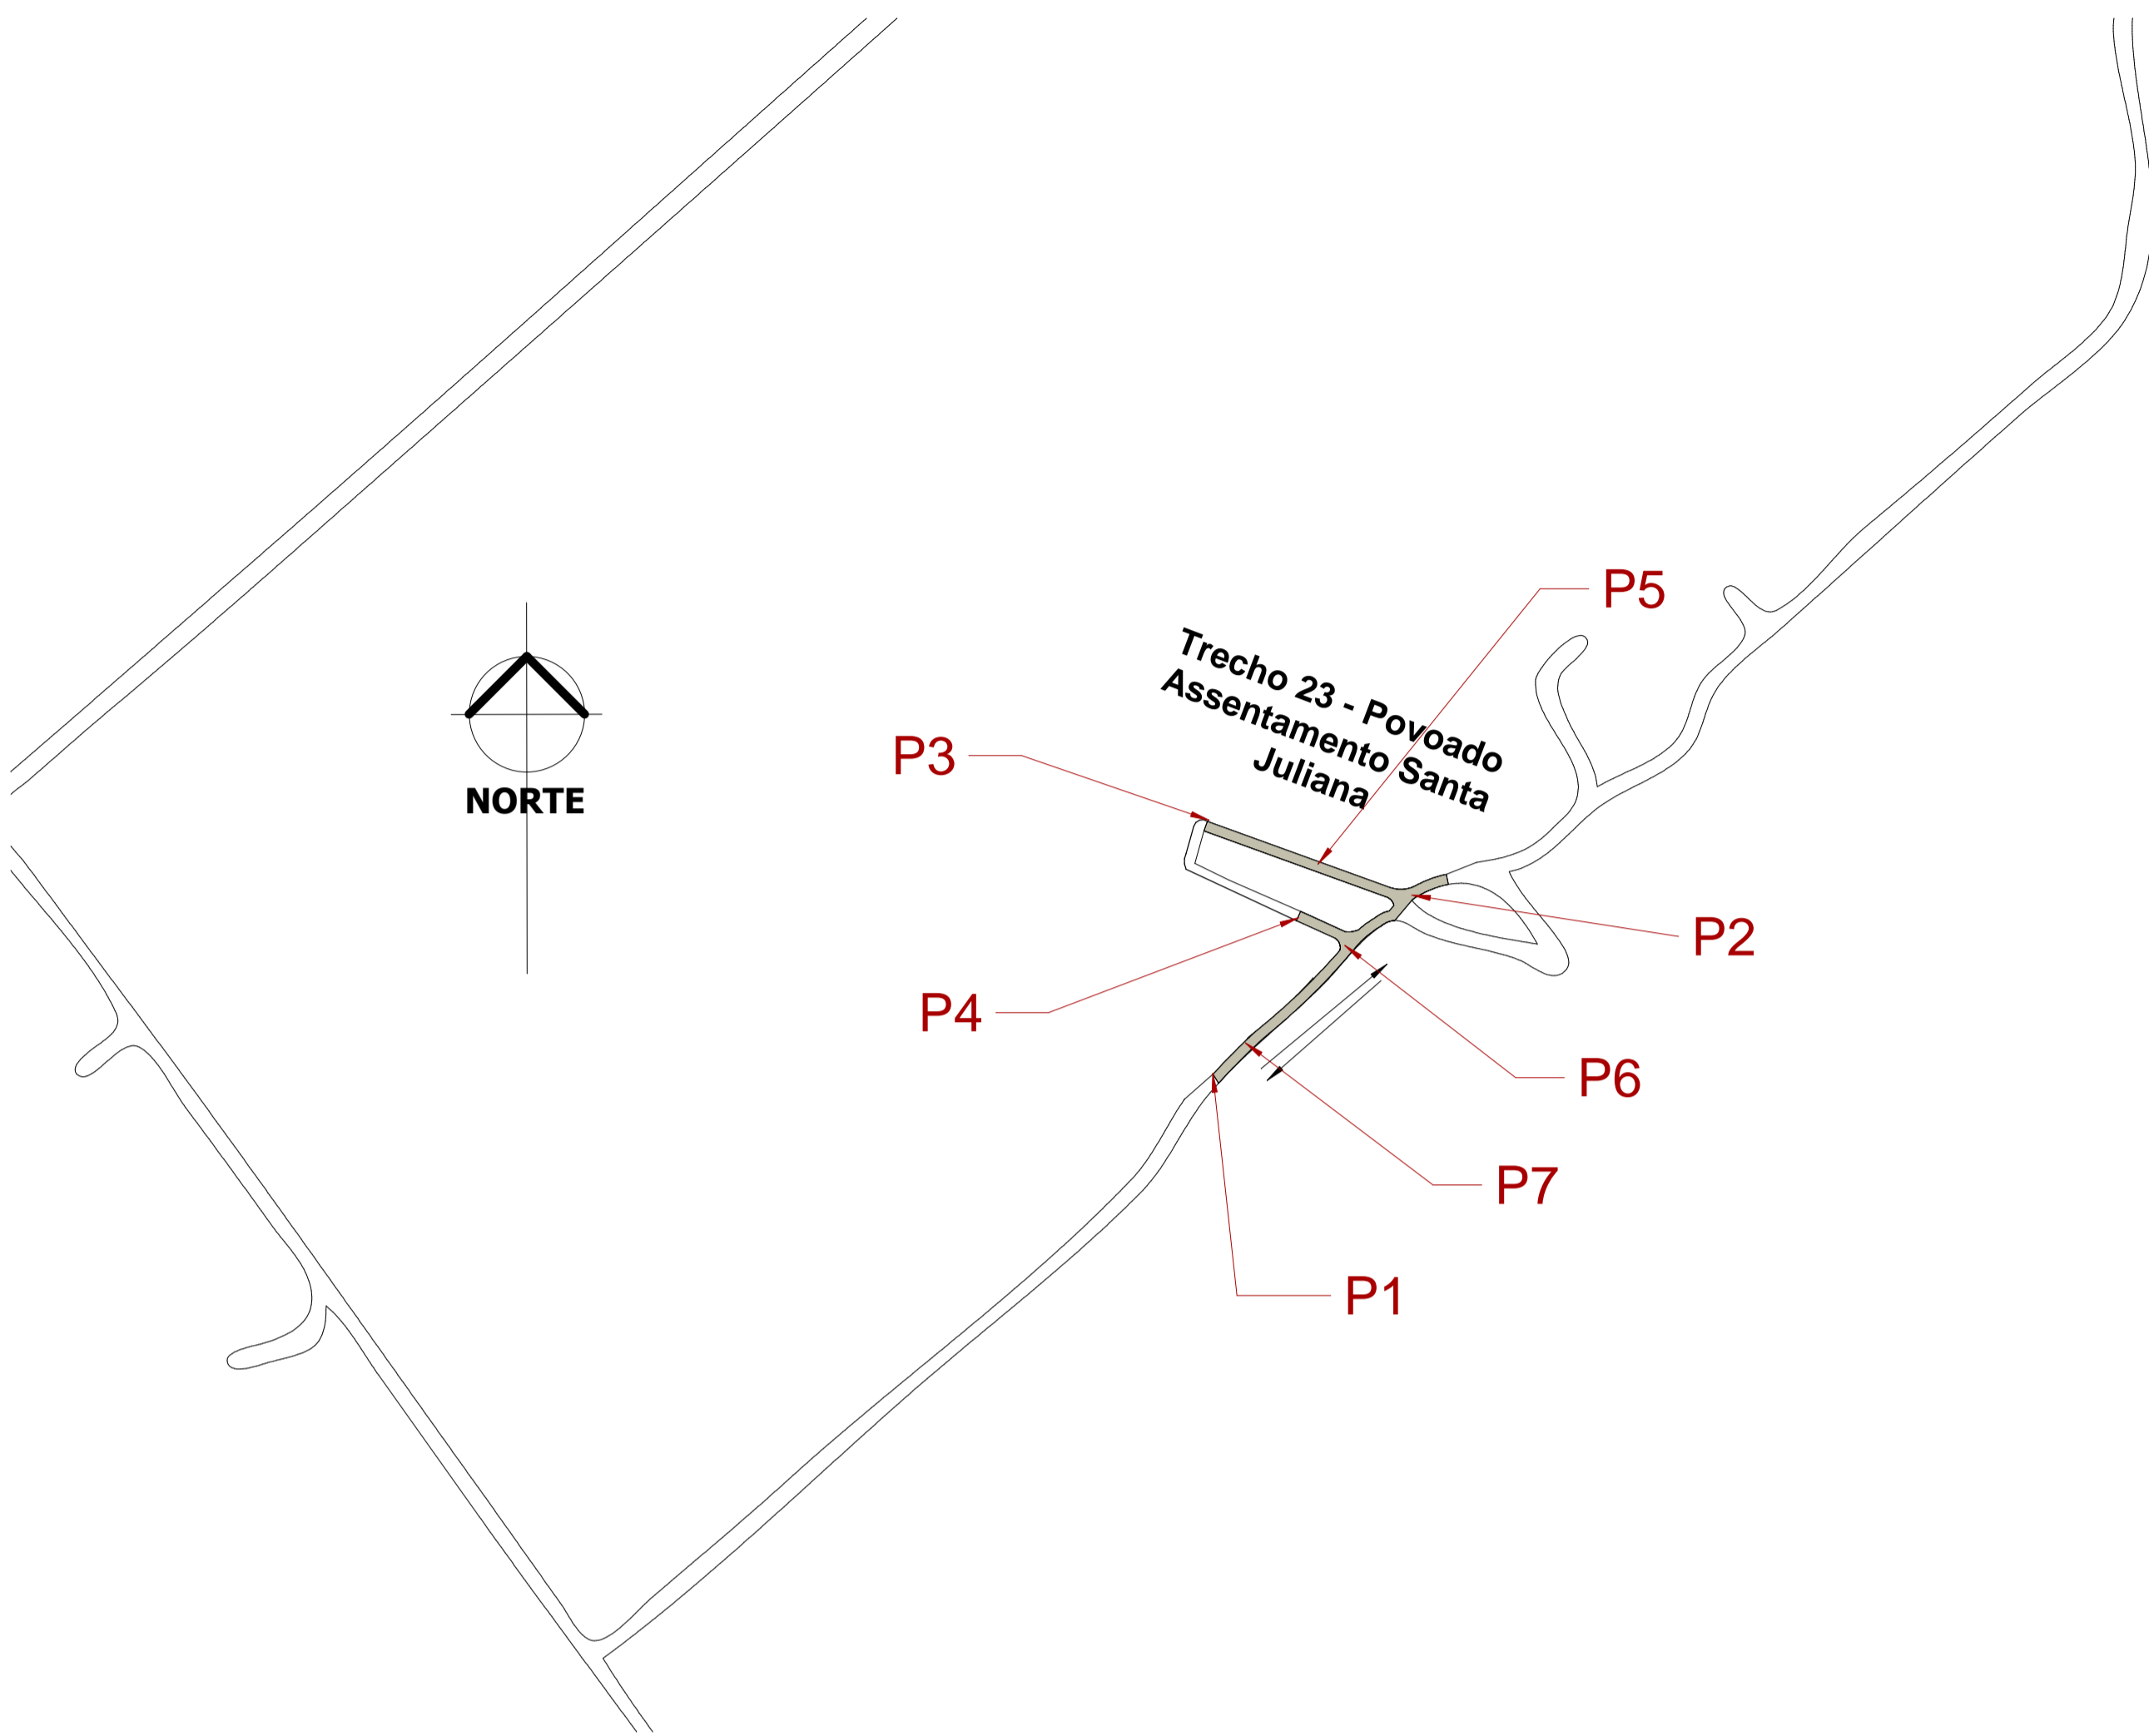 P5
Trecho 23 - Povoado
Assentamento Santa
Juliana
P3
NORTE
P2
P4
P6
P7
P1